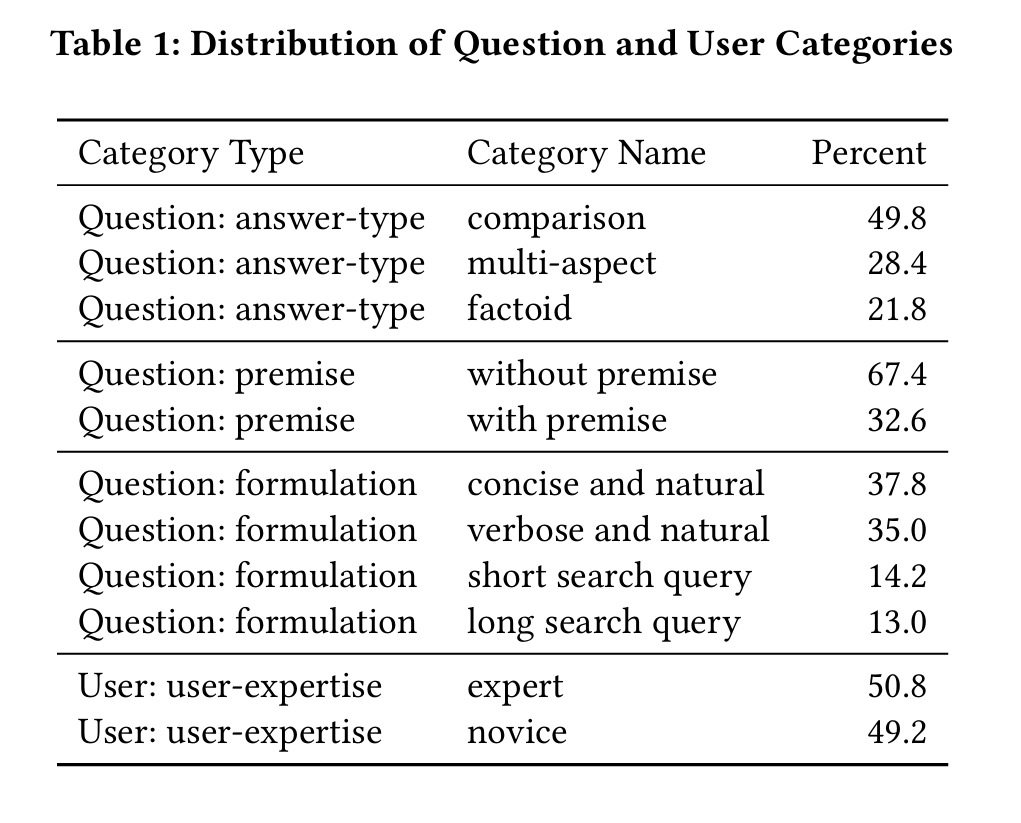 Table 1: Distribution of Question and User Categories
Category Type Category Name Percent
Question: answer-type comparison 49.8
Question: answer-type multi-aspect 28.4
Question: answer-type factoid 21.8
Question: premise without premise 67.4
Question: premise with premise 32.6
Question: formulation concise and natural 37.8
Question: formulation verbose and natural 35.0
Question: formulation short search query 14.2
Question: formulation long search query 13.0
User: user-expertise expert 50.8
User: user-expertise novice 49.2